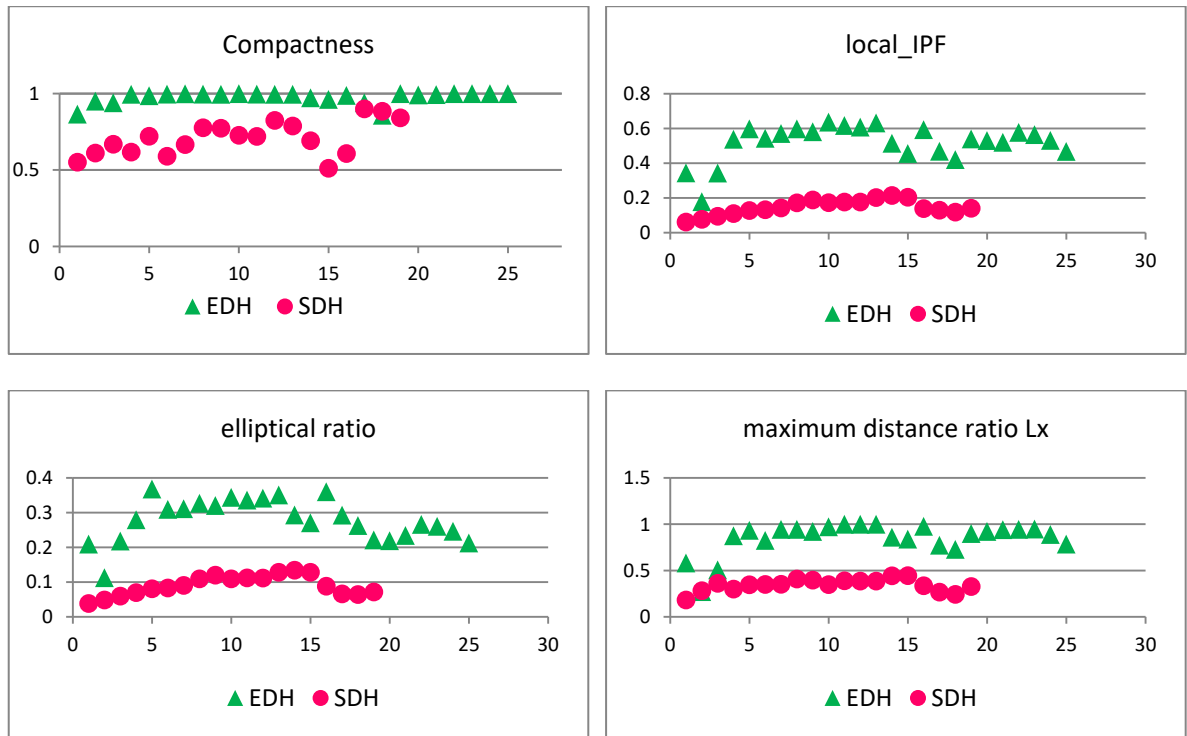 Compactness
1
0.5
0
0 5 10 15 20 25
EDH SDH
local_IPF
0.8
0.6
0.4
0.2
0
0 5 10 15 20 25 30
EDH SDH
elliptical ratio
0.4
0.3
0.2
0.1
0
0 5 10 15 20 25 30
EDH SDH
maximum distance ratio Lx
1.5
1
0.5
0
0 5 10 15 20 25 30
EDH SDH